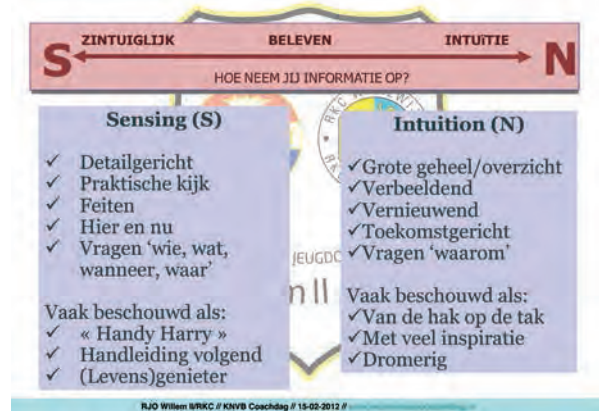 ZINTUIGLIJK BELEVEN INTUïTIE
S N
HOE NEEM JIJ INFORMATIE OP?
Sensing (S)
✓ Detailgericht
✓ Praktische kijk
✓ Feiten
✓ Hier en nu
✓ Vragen ‘wie, wat,
wanneer, waar’
Vaak beschouwd als:
✓ « Handy Harry »
✓ Handleiding volgend
✓ (Levens)genieter
RKC
JEUGDO
m II
Intuition (N)
✓Grote geheel/overzicht
✓Verbeeldend
✓Vernieuwend
✓Toekomstgericht
✓Vragen ‘waarom’
Vaak beschouwd als:
✓Van de hak op de tak
✓Met veel inspiratie
✓Dromerig
RJO Willem II/RKC // KNVB Coachdag // 15-02-2012 //